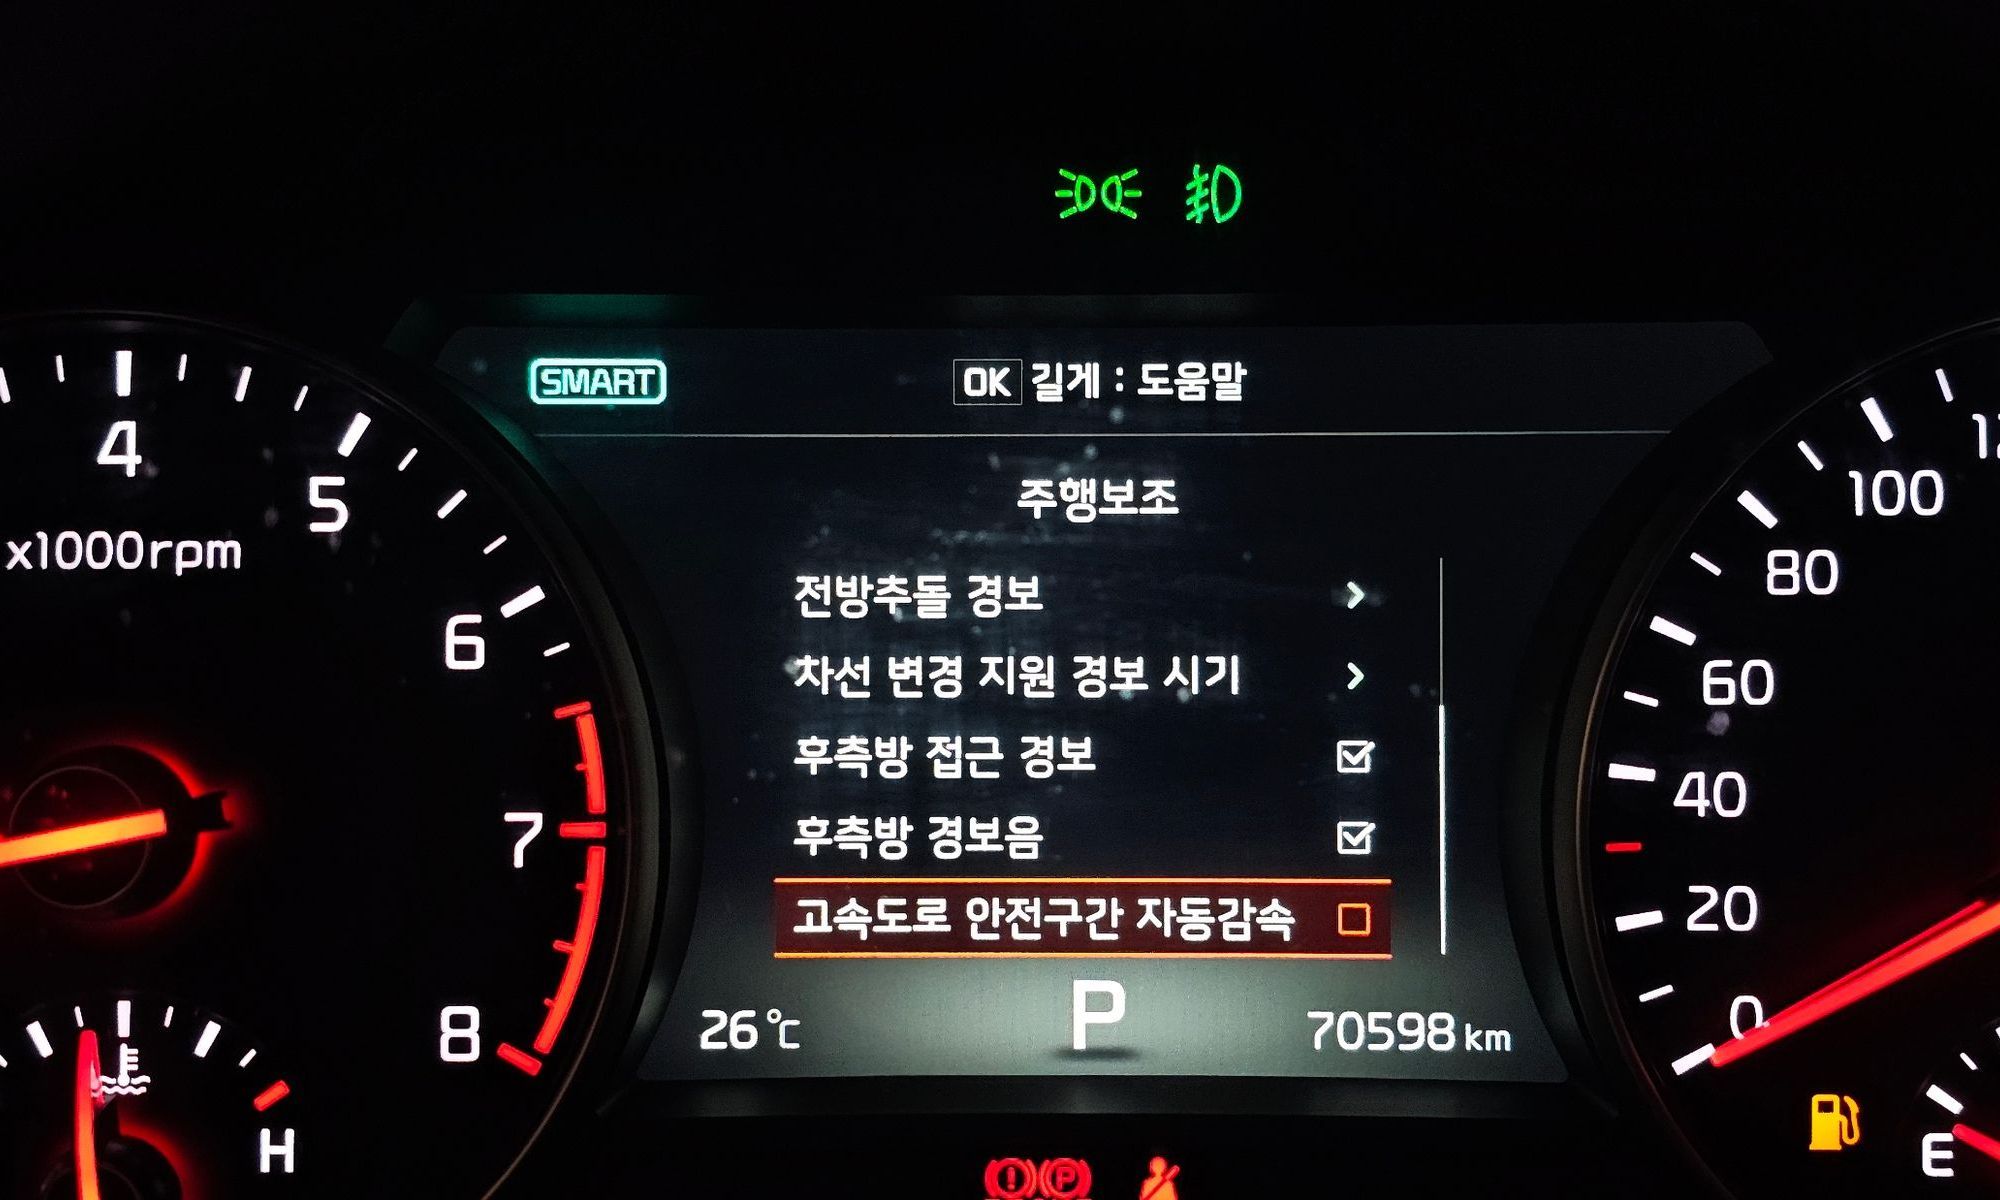 SMART
OK 길게 : 도움말
주행보조
전방추돌 경보
차선 변경 지원 경보 시기
후측방 접근 경보
후측방 경보음
고속도로 안전구간 자동감속
26℃
P
70598 km
4
5
x1000rpm
6
7
8
H
100
80
60
40
20
0
E
P